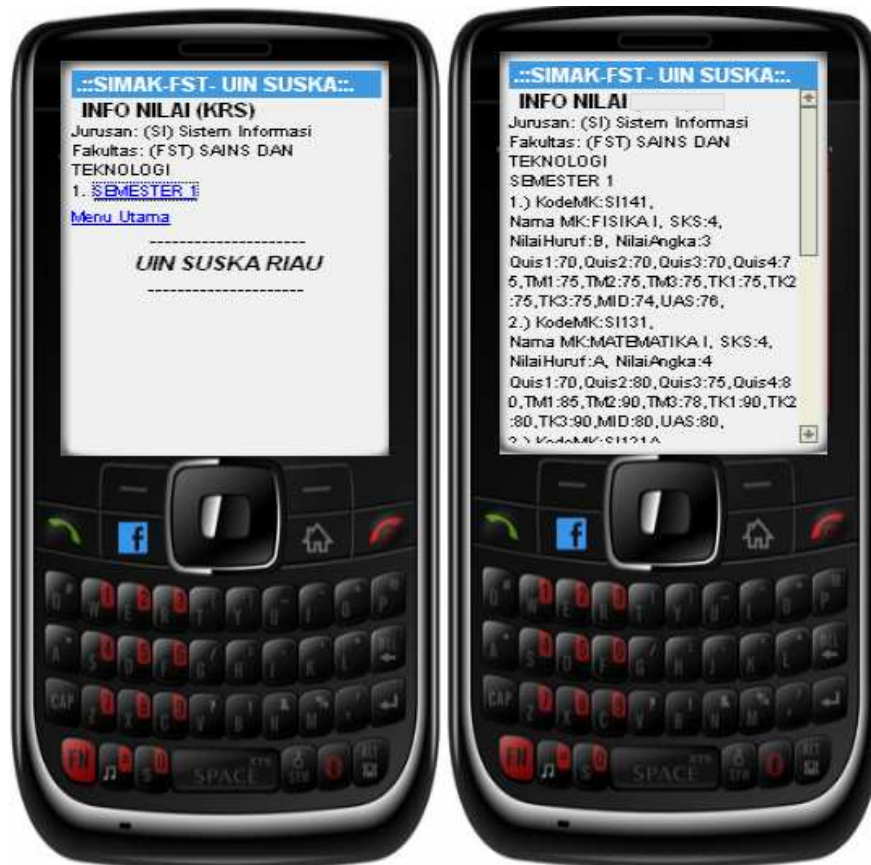 .::SIMAK-FST- UIN SUSKA::.
INFO NILAI (KRS)
Jurusan: (SI) Sistem Informasi
Fakultas: (FST) SAINS DAN
TEKNOLOGI
1. SEMESTER 1
Menu Utama
---------------------
UIN SUSKA RIAU
---------------------
.::SIMAK-FST- UIN SUSKA::.
INFO NILAI
Jurusan: (SI) Sistem Informasi
Fakultas: (FST) SAINS DAN
TEKNOLOGI
SEMESTER 1
1.) KodeMK:SI141,
Nama MK:FISIKA I, SKS:4,
NilaiHuruf:B, NilaiAngka:3
Quis1:70,Quis2:70,Quis3:70,Quis4:7
5,TM1:75,TM2:75,TM3:75,TK1:75,TK2
:75,TK3:75,MID:74,UAS:76,
2.) KodeMK:SI131,
Nama MK:MATEMATIKA I, SKS:4,
NilaiHuruf:A, NilaiAngka:4
Quis1:70,Quis2:80,Quis3:75,Quis4:8
0,TM1:85,TM2:90,TM3:78,TK1:90,TK2
:80,TK3:90,MID:80,UAS:80,